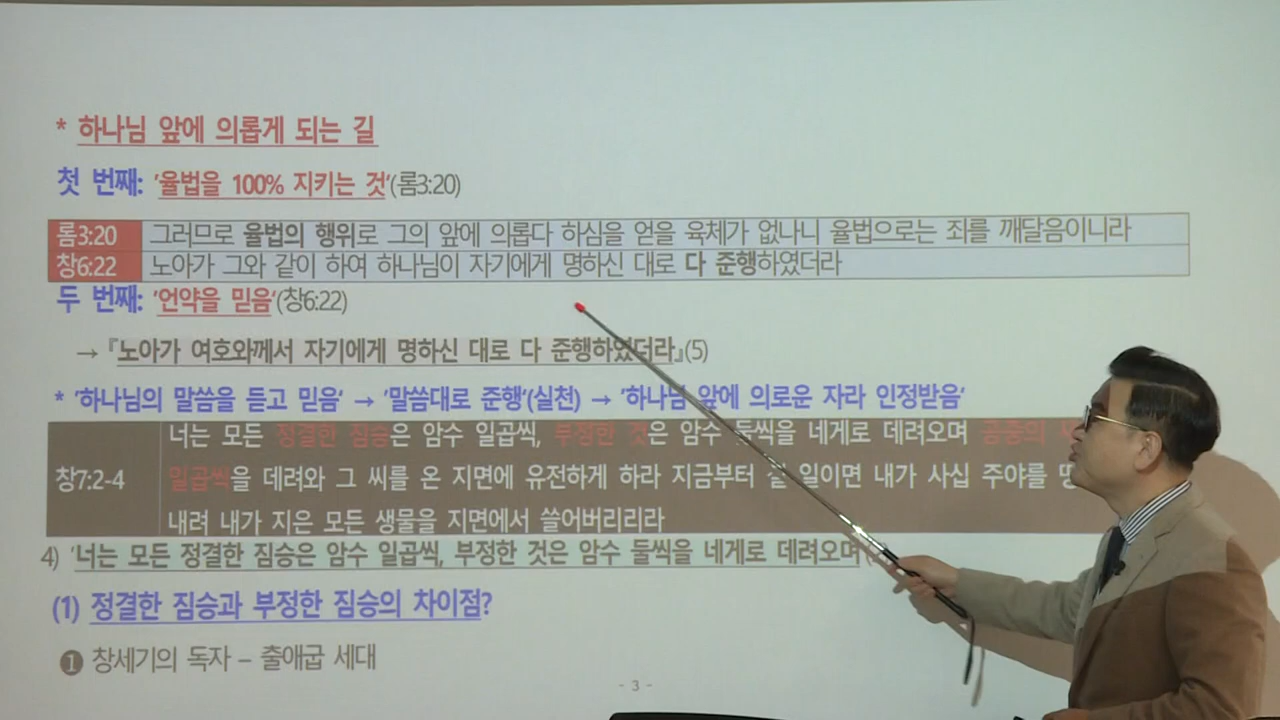 * 하나님 앞에 의롭게 되는 길
첫 번째: '율법을 100% 지키는 것'(롬3:20)
롬3:20 그러므로 율법의 행위로 그의 앞에 의롭다 하심을 얻을 육체가 없나니 율법으로는 죄를 깨달음이니라
창6:22 노아가 그와 같이 하여 하나님이 자기에게 명하신 대로 다 준행하였더라
두 번째: '언약을 믿음'(창6:22)
→ 『노아가 여호와께서 자기에게 명하신 대로 다 준행하였더라』(5)
* '하나님의 말씀을 듣고 믿음' → '말씀대로 준행'(실천) → '하나님 앞에 의로운 자라 인정받음'
너는 모든 정결한 짐승은 암수 일곱씩, 부정한 것은 암수 둘씩을 네게로 데려오며 공중의
창7:2-4 일곱씩을 데려와 그 씨를 온 지면에 유전하게 하라 지금부터 일이면 내가 사십 주야를
내려 내가 지은 모든 생물을 지면에서 쓸어버리리라
4) '너는 모든 정결한 짐승은 암수 일곱씩, 부정한 것은 암수 둘씩을 네게로 데려오며
(1) 정결한 짐승과 부정한 짐승의 차이점?
❶ 창세기의 독자 – 출애굽 세대
- 3 -